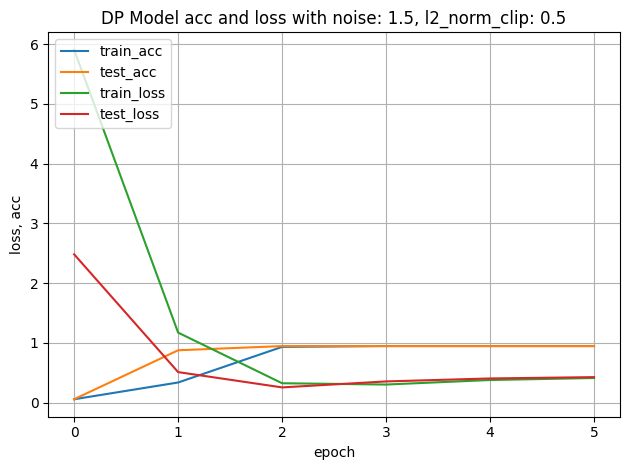 DP Model acc and loss with noise: 1.5, l2_norm_clip: 0.5
train_acc
test_acc
train_loss
test_loss
loss, acc
6
5
4
3
2
1
0
0 1 2 3 4 5
epoch